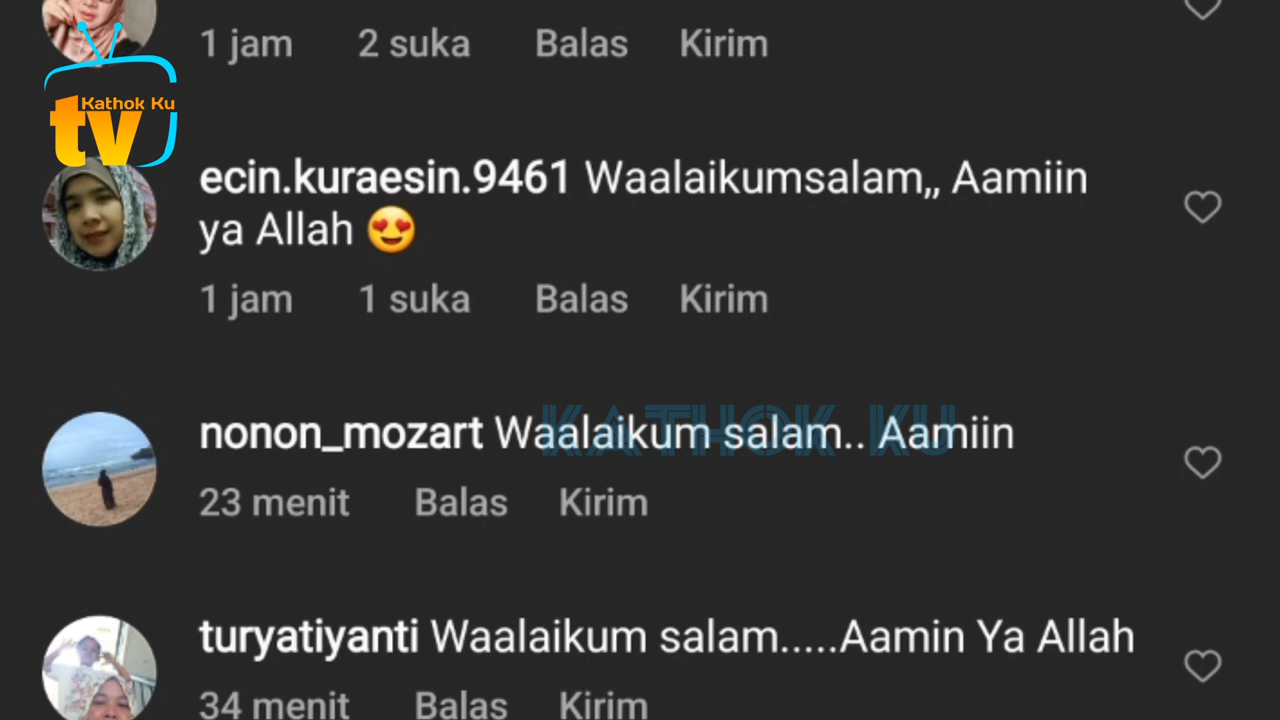 1 jam 2 suka Balas Kirim
Kathok Ku
tv
ecin.kuraesin.9461 Waalaikumsalam,, Aamiin
ya Allah 😍
1 jam 1 suka Balas Kirim
KATHOK KU
nonon_mozart Waalaikum salam.. Aamiin
23 menit Balas Kirim
turyatiyanti Waalaikum salam.....Aamin Ya Allah
34 menit Balas Kirim